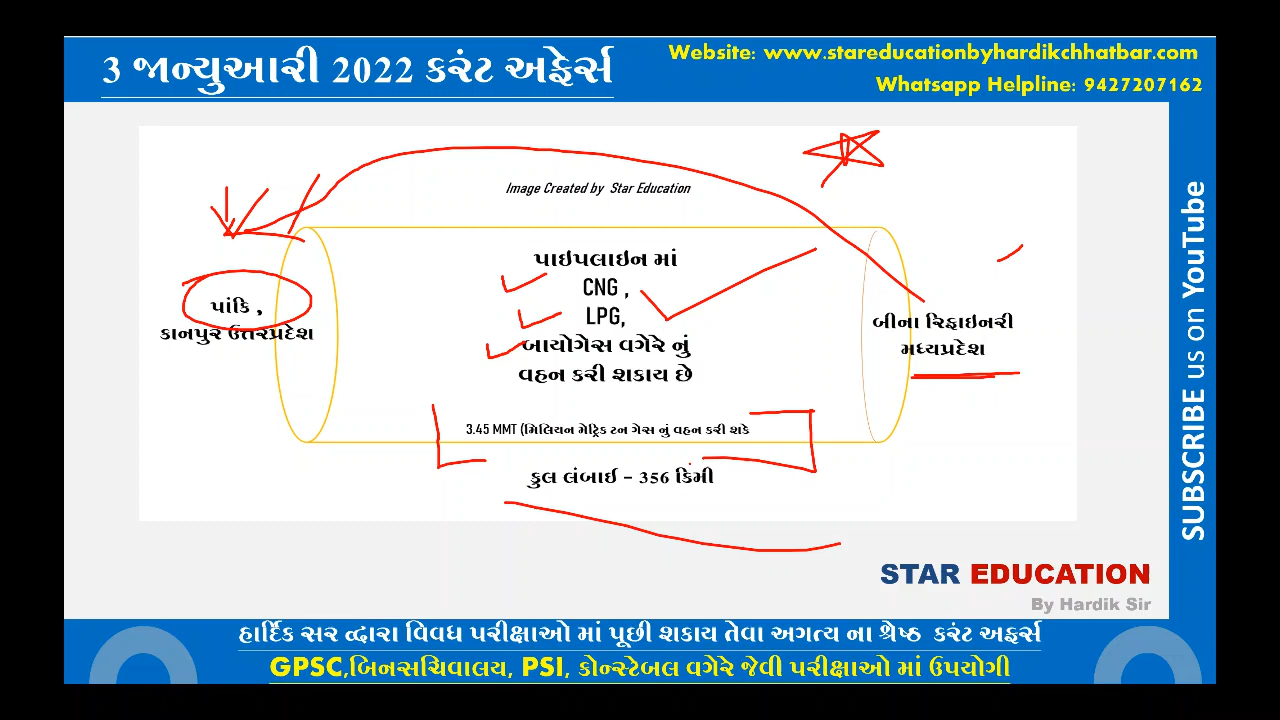 3 જાન્યુઆરી 2022 કરંટ અફેર્સ
Website: www.stareducationbyhardikchhatbar.com
Whatsapp Helpline: 9427207162
Image Created by Star Education
પાઇપલાઇન માં
CNG ,
LPG,
બાયોગેસ વગેરે નું
વહન કરી શકાય છે
પાંકિ ,
કાનપુર ઉત્તરપ્રદેશ
બીના રિફાઇનરી
મધ્યપ્રદેશ
3.45 MMT (મિલિયન મેટ્રિક ટન ગેસ નું વહન કરી શકે
કુલ લંબાઈ – 356 કિમી
SUBSCRIBE us on YouTube
STAR EDUCATION
By Hardik Sir
હાર્દિક સર દ્વારા વિવધ પરીક્ષાઓ માં પૂછી શકાય તેવા અગત્ય ના શ્રેષ્ઠ કરંટ અફર્સ
GPSC,બિનસચિવાલય, PSI, કોન્સ્ટેબલ વગેરે જેવી પરીક્ષાઓ માં ઉપયોગી